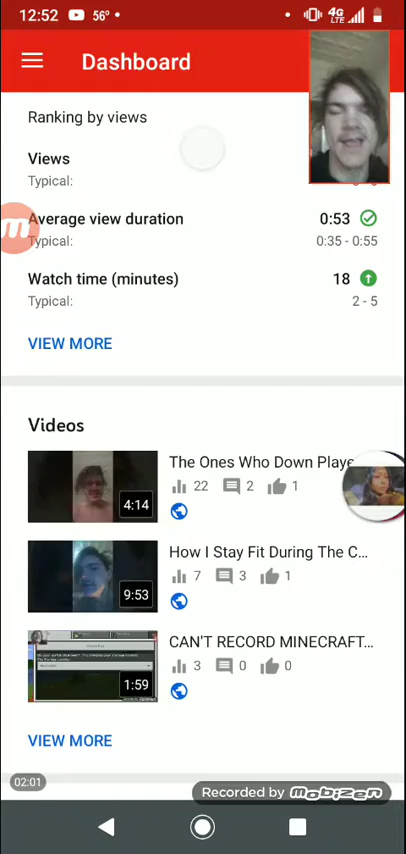 12:52 56°
4G
LTE
Dashboard
Ranking by views
Views
Typical:
Average view duration 0:53
Typical: 0:35 - 0:55
Watch time (minutes) 18
Typical: 2 - 5
VIEW MORE
Videos
The Ones Who Down Playe
22 2 1
4:14
How I Stay Fit During The C...
7 3 1
9:53
CAN'T RECORD MINECRAFT...
3 0 0
1:59
VIEW MORE
02:01
Recorded by Mobizen